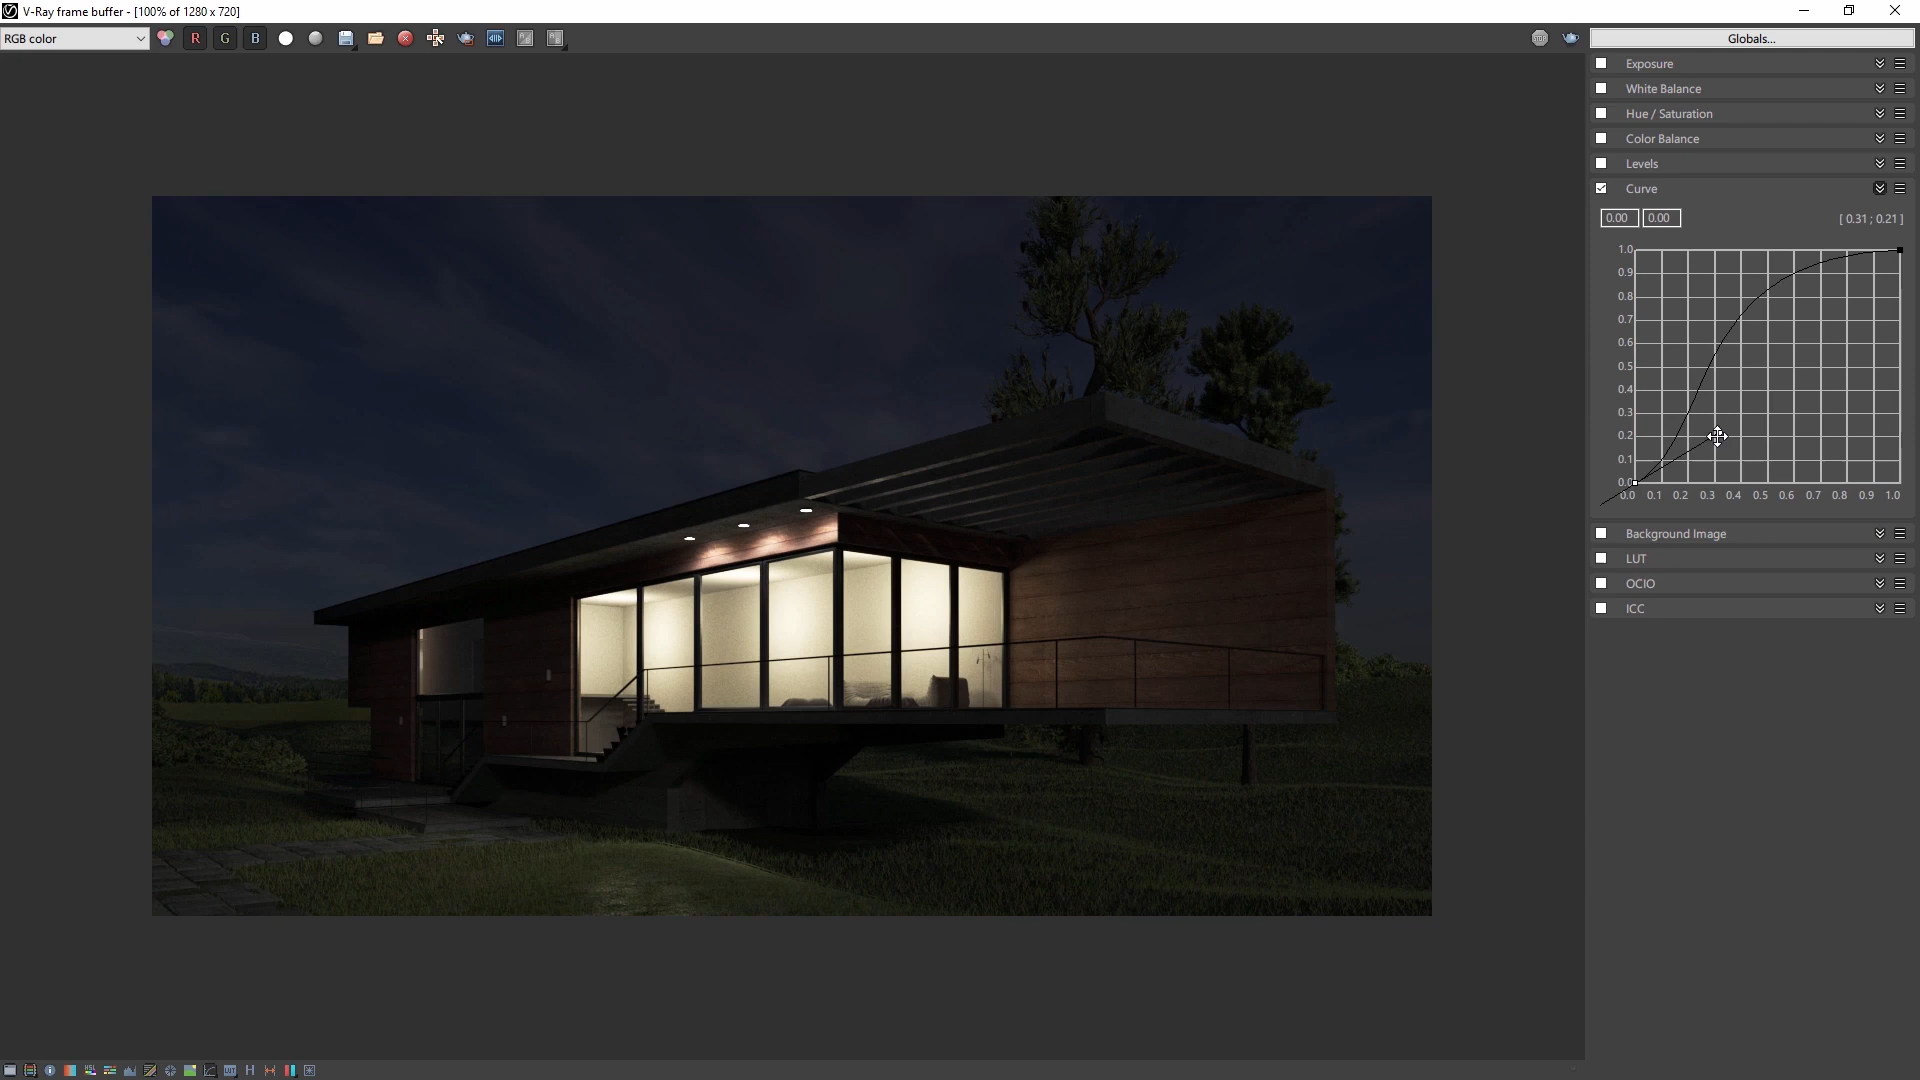 V-Ray frame buffer - [100% of 1280 x 720]
RGB color
R G B
STOP
Globals...
Exposure
White Balance
Hue / Saturation
Color Balance
Levels
Curve
0.00 0.00 [ 0.31 ; 0.21 ]
1.0
0.9
0.8
0.7
0.6
0.5
0.4
0.3
0.2
0.1
0.0
0.0 0.1 0.2 0.3 0.4 0.5 0.6 0.7 0.8 0.9 1.0
Background Image
LUT
OCIO
ICC
HSL LUT H